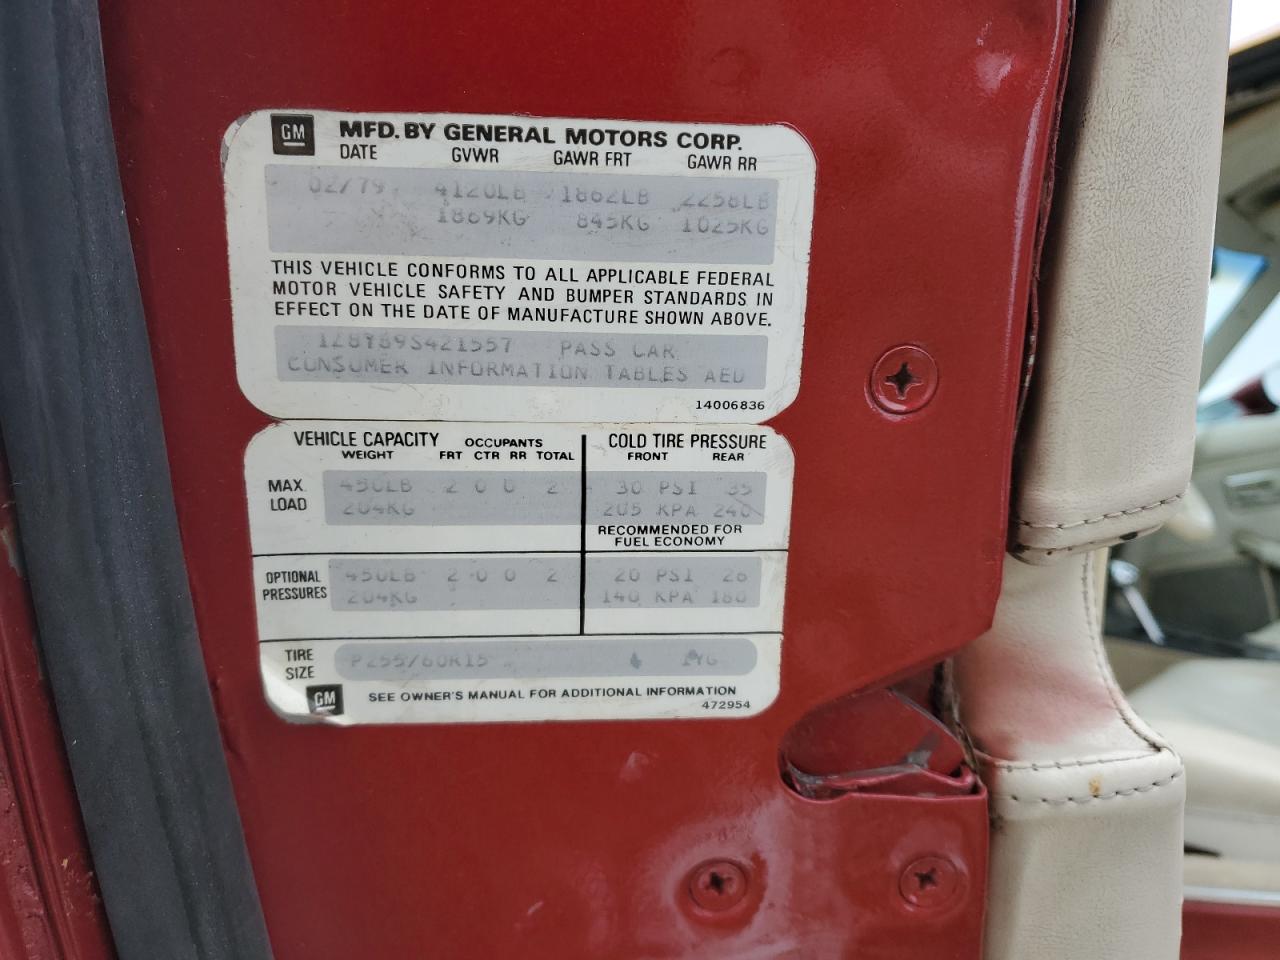 GM MFD. BY GENERAL MOTORS CORP.
DATE GVWR GAWR FRT GAWR RR
02/79 4120LB 1862LB 2258LB
1869KG 845KG 1025KG
THIS VEHICLE CONFORMS TO ALL APPLICABLE FEDERAL
MOTOR VEHICLE SAFETY AND BUMPER STANDARDS IN
EFFECT ON THE DATE OF MANUFACTURE SHOWN ABOVE.
1Z8789S421557 PASS CAR
CONSUMER INFORMATION TABLES AED
14006836
VEHICLE CAPACITY OCCUPANTS COLD TIRE PRESSURE
WEIGHT FRT CTR RR TOTAL FRONT REAR
MAX. LOAD 450LB 2 0 0 2 30 PSI 35
204KG 205 KPA 240
RECOMMENDED FOR
FUEL ECONOMY
OPTIONAL PRESSURES 450LB 2 0 0 2 20 PSI 26
204KG 140 KPA 180
TIRE SIZE P255/60R15
GM SEE OWNER'S MANUAL FOR ADDITIONAL INFORMATION
472954